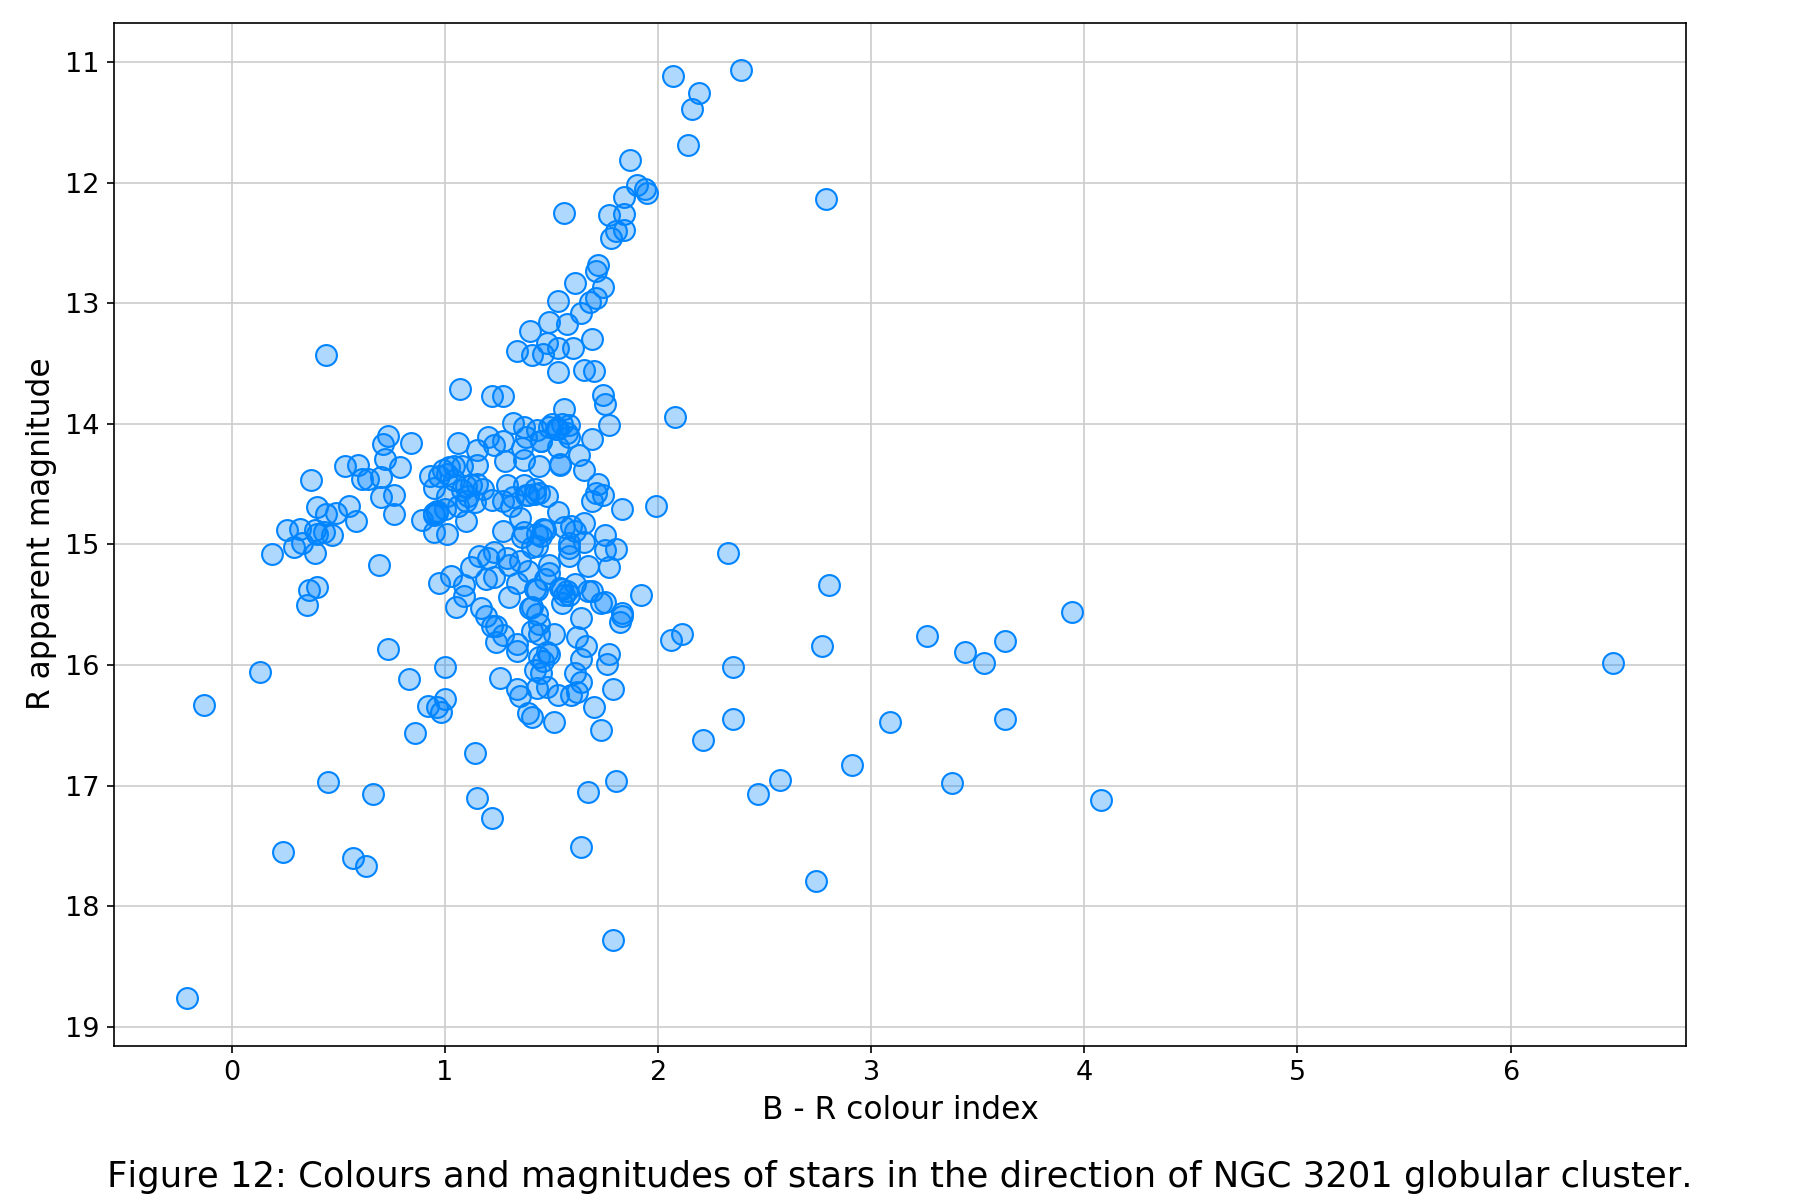 11
12
13
14
15
16
17
18
19
R apparent magnitude
0 1 2 3 4 5 6
B - R colour index
Figure 12: Colours and magnitudes of stars in the direction of NGC 3201 globular cluster.